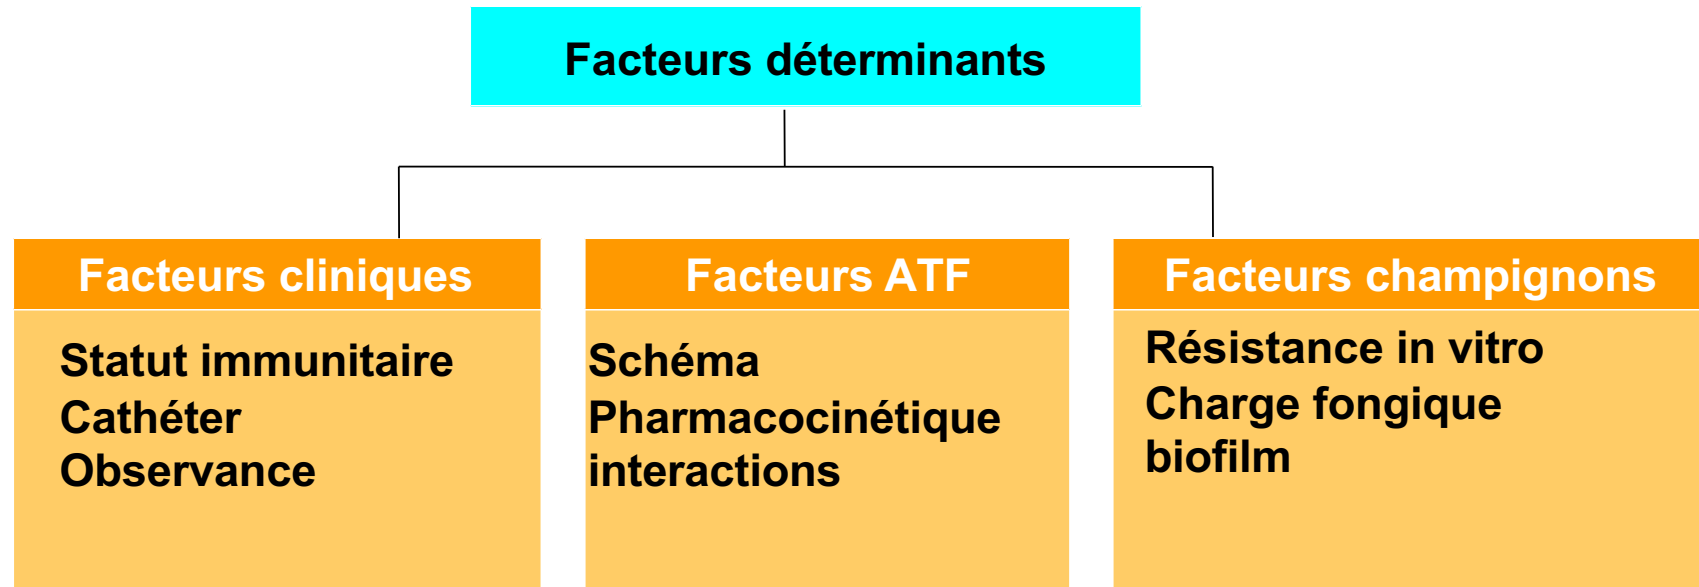 Facteurs déterminants
Facteurs cliniques
Statut immunitaire
Cathéter
Observance
Facteurs ATF
Schéma
Pharmacocinétique
interactions
Facteurs champignons
Résistance in vitro
Charge fongique
biofilm